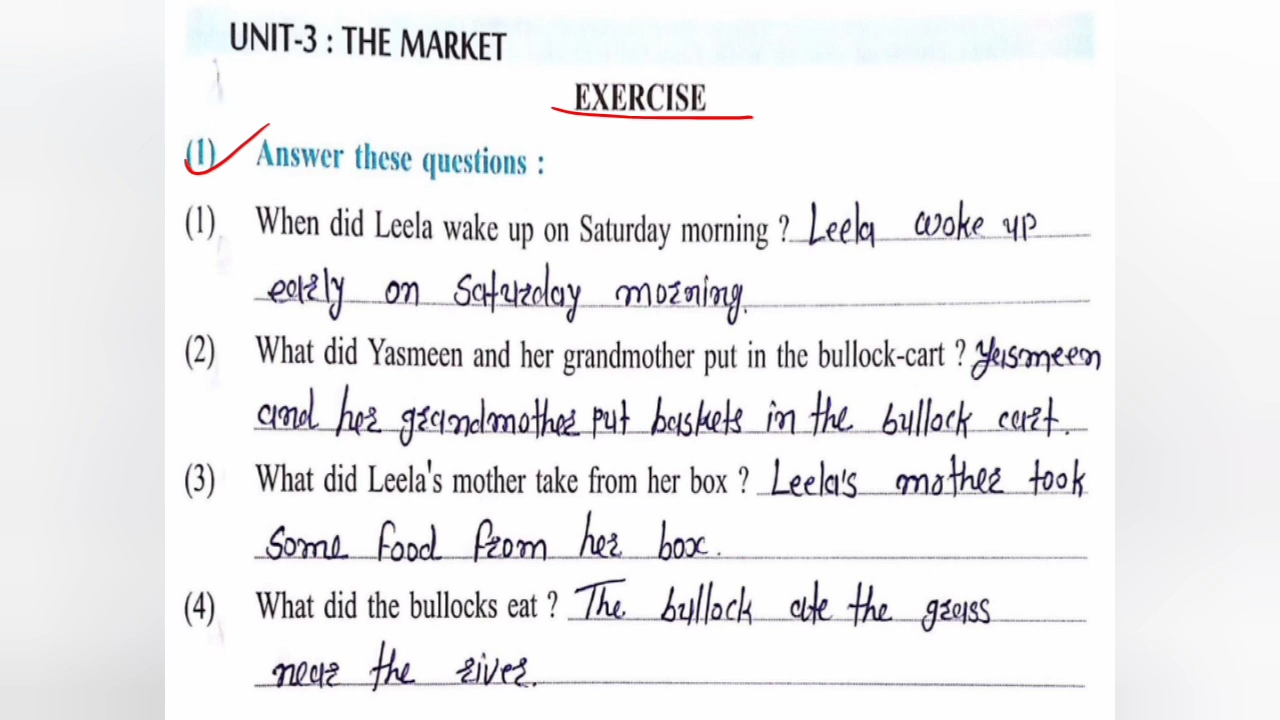 UNIT-3 : THE MARKET
EXERCISE
(1) Answer these questions :
(1) When did Leela wake up on Saturday morning ? Leela woke up
early on Saturday morning.
(2) What did Yasmeen and her grandmother put in the bullock-cart ? Yasmeen
and her grandmother put baskets in the bullock cart.
(3) What did Leela's mother take from her box ? Leela's mother took
some food from her box.
(4) What did the bullocks eat ? The bullock ate the grass
near the river.